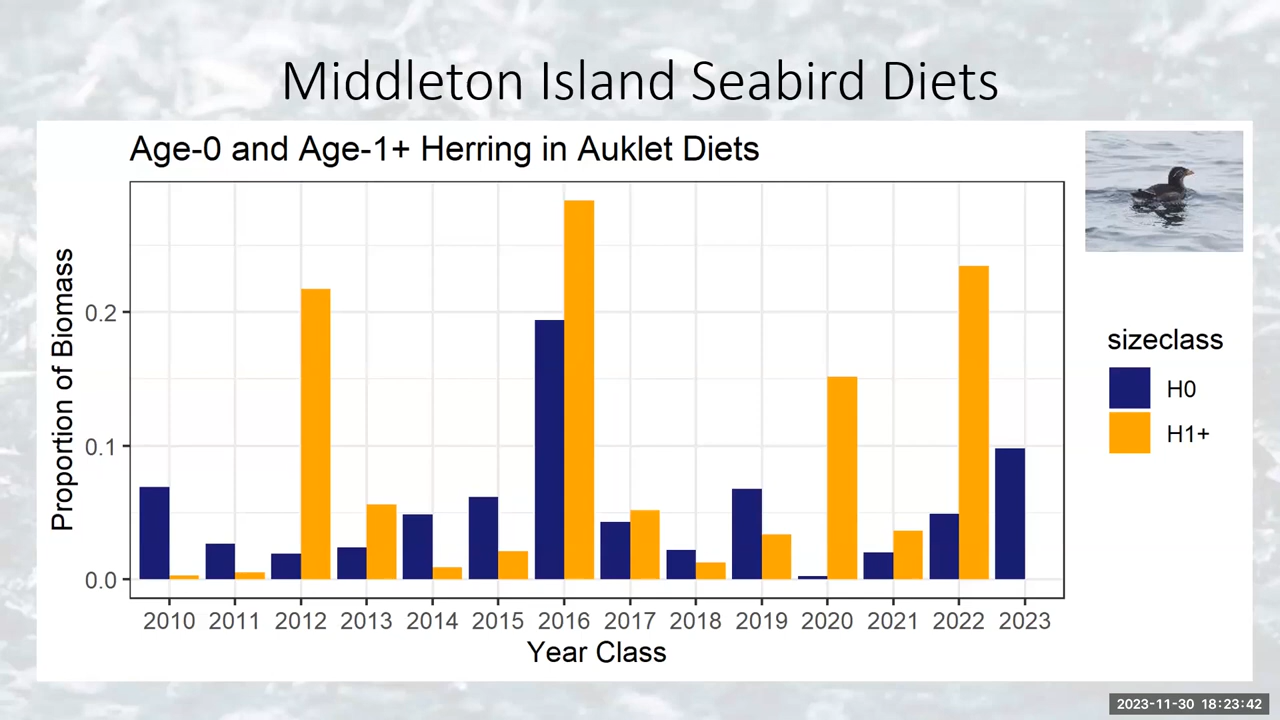 Middleton Island Seabird Diets
Age-0 and Age-1+ Herring in Auklet Diets
Proportion of Biomass
0.2
0.1
0.0
2010 2011 2012 2013 2014 2015 2016 2017 2018 2019 2020 2021 2022 2023
Year Class
sizeclass
H0
H1+
2023-11-30 18:23:42